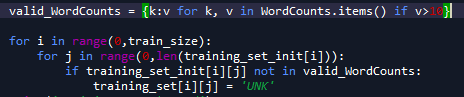 valid_WordCounts = {k:v for k, v in WordCounts.items() if v>10}
for i in range(0,train_size):
    for j in range(0,len(training_set_init[i])):
        if training_set_init[i][j] not in valid_WordCounts:
            training_set_init[i][j] = 'UNK'